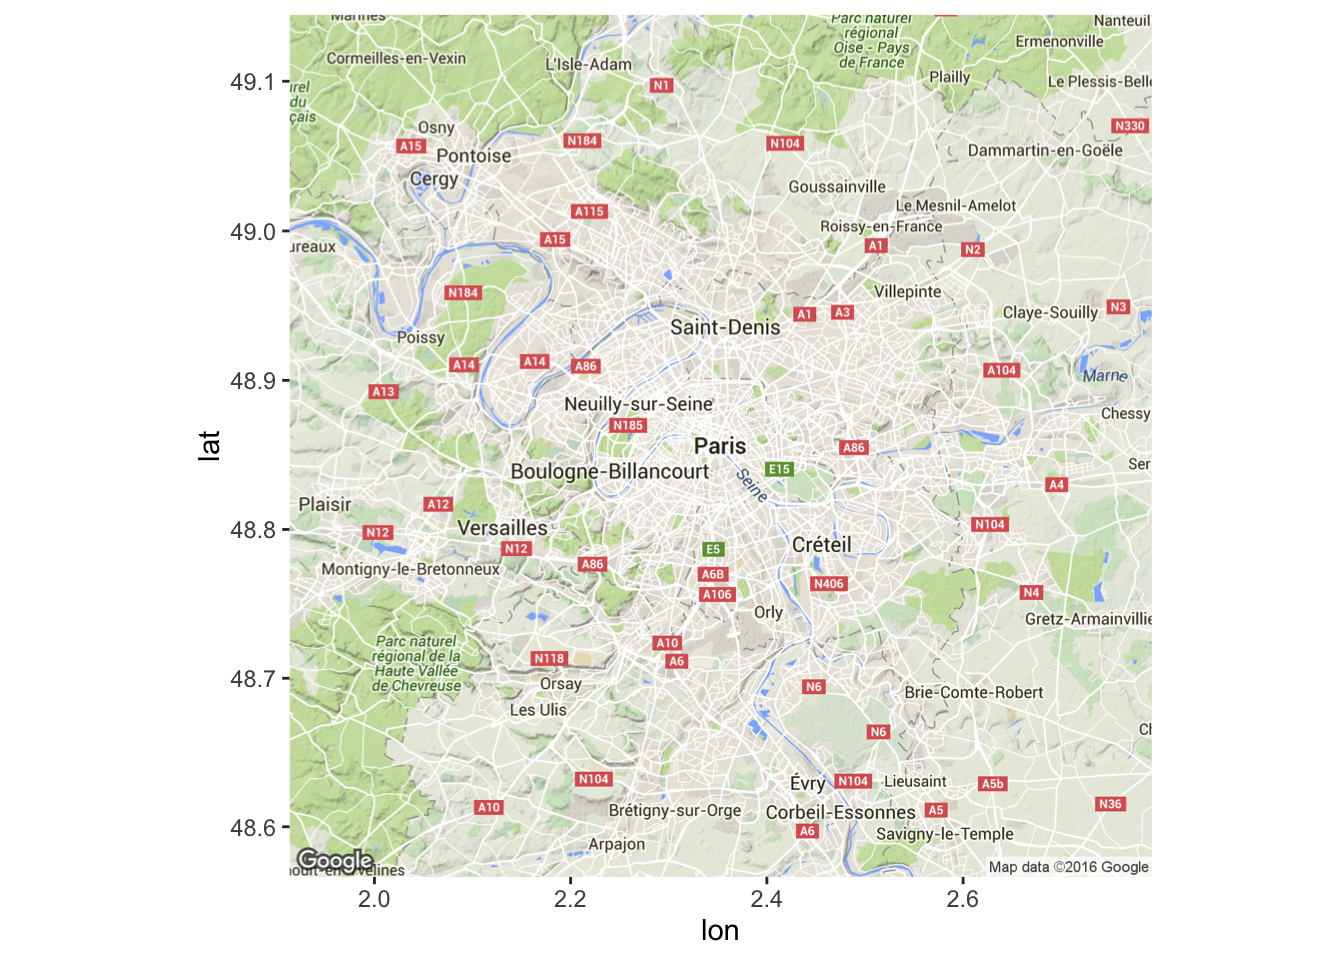 Marines
Parc naturel
régional
Oise - Pays
de France
Nanteuil
Ermenonville
Cormeilles-en-Vexin
L'Isle-Adam
Plailly
Le Plessis-Belle
N1
49.1
du
N330
Osny
A15
Pontoise
N184
N104
Dammartin-en-Goële
Cergy
Goussainville
Le Mesnil-Amelot
A115
Roissy-en-France
49.0
A15
A1
N2
ureaux
N184
Villepinte
Claye-Souilly
N3
A1
A3
Saint-Denis
Poissy
A14
A14
A86
A104
Marne
48.9
A13
Neuilly-sur-Seine
Chessy
N185
lat
Paris
A86
Boulogne-Billancourt
E15
Ser
Seine
A4
Plaisir
A12
48.8
N12
Versailles
N104
N12
E5
Créteil
A86
Montigny-le-Bretonneux
A6B
N406
A106
N4
Orly
Gretz-Armainvillie
Parc naturel
régional de la
Haute Vallée
de Chevreuse
A10
N118
A6
48.7
Orsay
N6
Brie-Comte-Robert
Les Ulis
N6
Ch
N104
Évry
N104
Lieusaint
A5b
A10
Brétigny-sur-Orge
Corbeil-Essonnes
A5
N36
48.6
A6
Savigny-le-Temple
Arpajon
Google
Map data ©2016 Google
2.0
2.2
2.4
2.6
lon